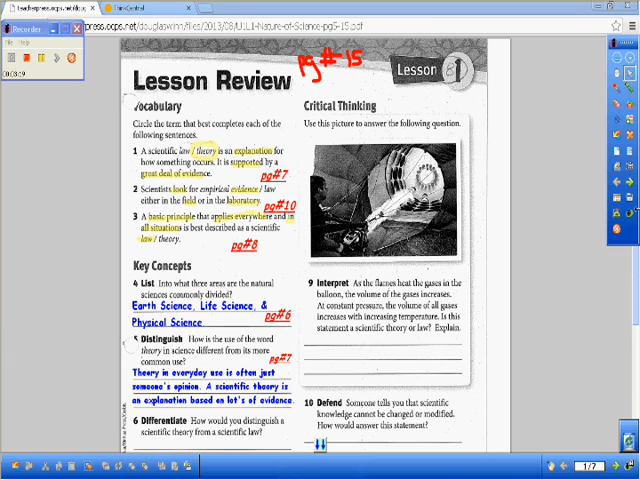 teacherpress.ocps.net/doug
ThinkCentral
erpress.ocps.net/douglaswinn/2013/08/U1L1-Nature-of-Science-pg5-15.pdf
Recorder
File Help
Lesson Review
pg # 15
Lesson 1
Vocabulary
Circle the term that best completes each of the
following sentences.
1 A scientific law / theory is an explanation for
how something occurs. It is supported by a
great deal of evidence.
pg#7
2 Scientists look for empirical evidence / law
either in the field or in the laboratory.
pg#10
3 A basic principle that applies everywhere and in
all situations is best described as a scientific
law / theory.
pg#8
Key Concepts
4 List Into what three areas are the natural
sciences commonly divided?
Earth Science, Life Science, &
Physical Science
pg#6
5 Distinguish How is the use of the word
theory in science different from its more
common use?
pg#7
Theory in everyday use is often just
someone's opinion. A scientific theory is
an explanation based on lot's of evidence.
6 Differentiate How would you distinguish a
scientific theory from a scientific law?
Critical Thinking
Use this picture to answer the following question.
9 Interpret As the flames heat the gases in the
balloon, the volume of the gases increases.
At constant pressure, the volume of all gases
increases with increasing temperature. Is this
statement a scientific theory or law? Explain.
10 Defend Someone tells you that scientific
knowledge cannot be changed or modified.
How would you answer this statement?
1/7